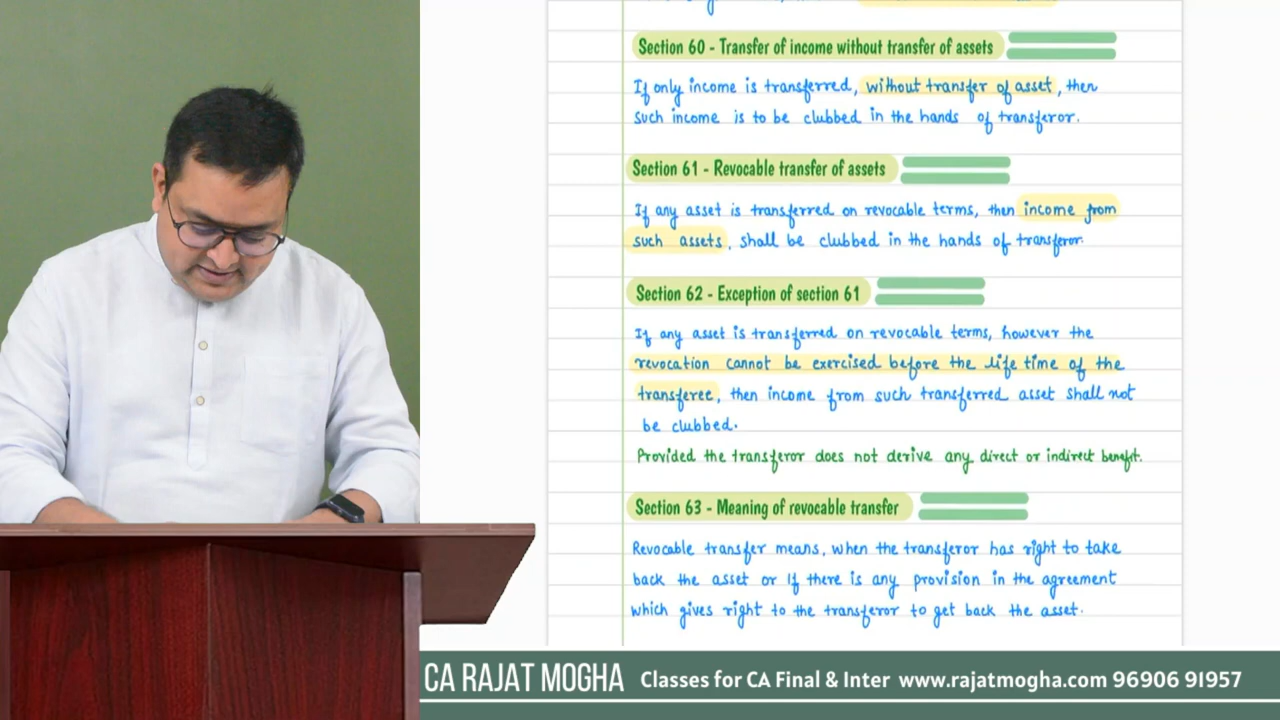 Section 60 - Transfer of income without transfer of assets
If only income is transferred, without transfer of asset, then
such income is to be clubbed in the hands of transferor.
Section 61 - Revocable transfer of assets
If any asset is transferred on revocable terms, then income from
such assets, shall be clubbed in the hands of transferor.
Section 62 - Exception of section 61
If any asset is transferred on revocable terms, however the
revocation cannot be exercised before the life time of the
transferee, then income from such transferred asset shall not
be clubbed.
Provided the transferor does not derive any direct or indirect benefit.
Section 63 - Meaning of revocable transfer
Revocable transfer means, when the transferor has right to take
back the asset or If there is any provision in the agreement
which gives right to the transferor to get back the asset.
CA RAJAT MOGHA Classes for CA Final & Inter www.rajatmogha.com 96906 91957